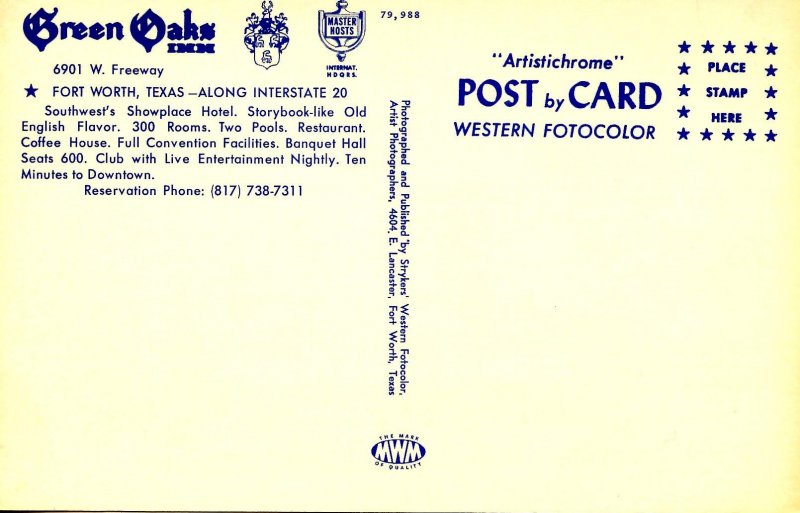 Green Oaks
INN
MASTER
HOSTS
INTERNAT.
HDQRS.
79,988
6901 W. Freeway
★ FORT WORTH, TEXAS—ALONG INTERSTATE 20
Southwest's Showplace Hotel. Storybook-like Old
English Flavor. 300 Rooms. Two Pools. Restaurant.
Coffee House. Full Convention Facilities. Banquet Hall
Seats 600. Club with Live Entertainment Nightly. Ten
Minutes to Downtown.
Reservation Phone: (817) 738-7311
Photographed and Published by Strykers' Western Fotocolor,
Artist Photographers, 4604 E. Lancaster, Fort Worth, Texas
THE MARK
MWM
OF QUALITY
"Artistichrome"
POST by CARD
WESTERN FOTOCOLOR
PLACE
STAMP
HERE